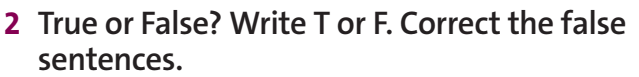 2 True or False? Write T or F. Correct the false
sentences.